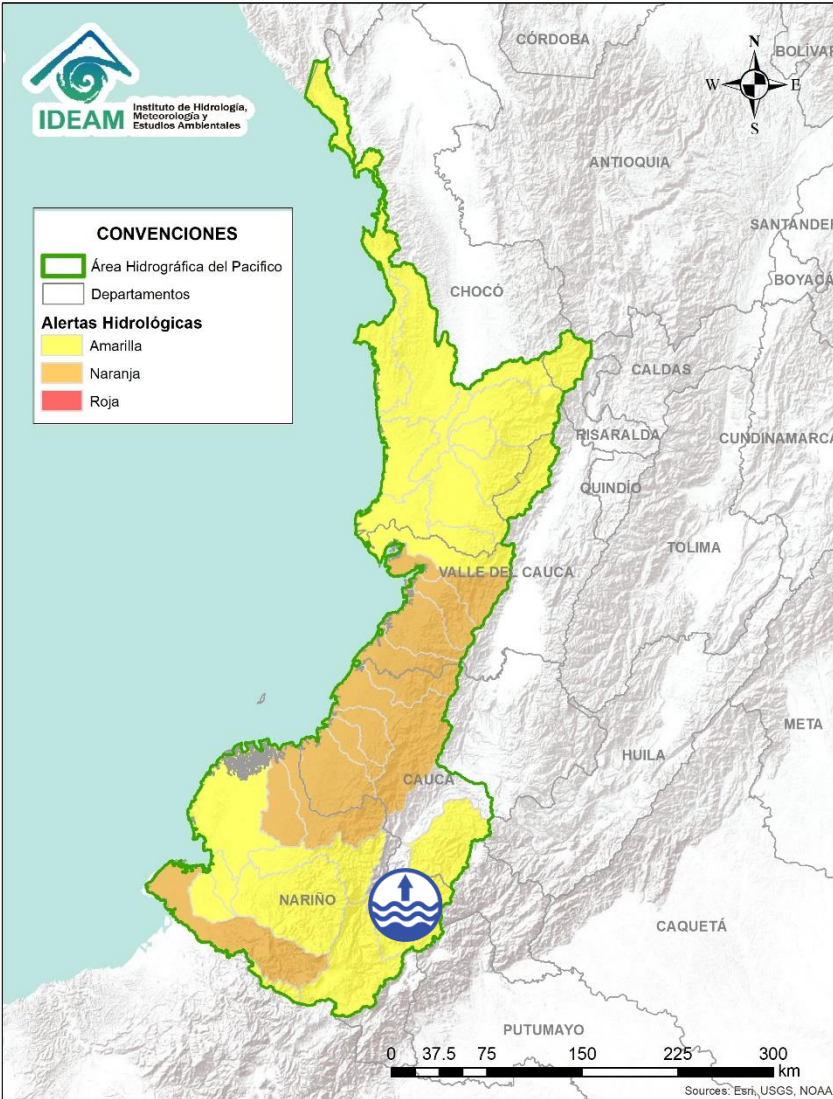 IDEAM
Instituto de Hidrología,
Meteorología y
Estudios Ambientales
N
W
E
S
CÓRDOBA
BOLÍVAR
ANTIOQUIA
SANTANDER
BOYACÁ
CHOCÓ
CALDAS
RISARALDA
CUNDINAMARCA
QUINDÍO
TOLIMA
VALLE DEL CAUCA
META
HUILA
CAUCA
NARIÑO
CAQUETÁ
PUTUMAYO
CONVENCIONES
Área Hidrográfica del Pacifico
Departamentos
Alertas Hidrológicas
Amarilla
Naranja
Roja
0 37.5 75 150 225 300
km
Sources: Esri, USGS, NOAA